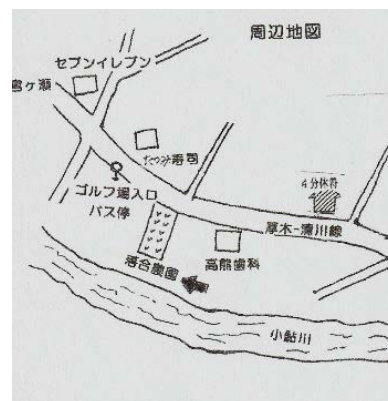 周辺地図
セブンイレブン
宮ヶ瀬
寿司
4分休符
ゴルフ場入口
バス停
厚木-清川線
落合農園
高熊歯科
小鮎川